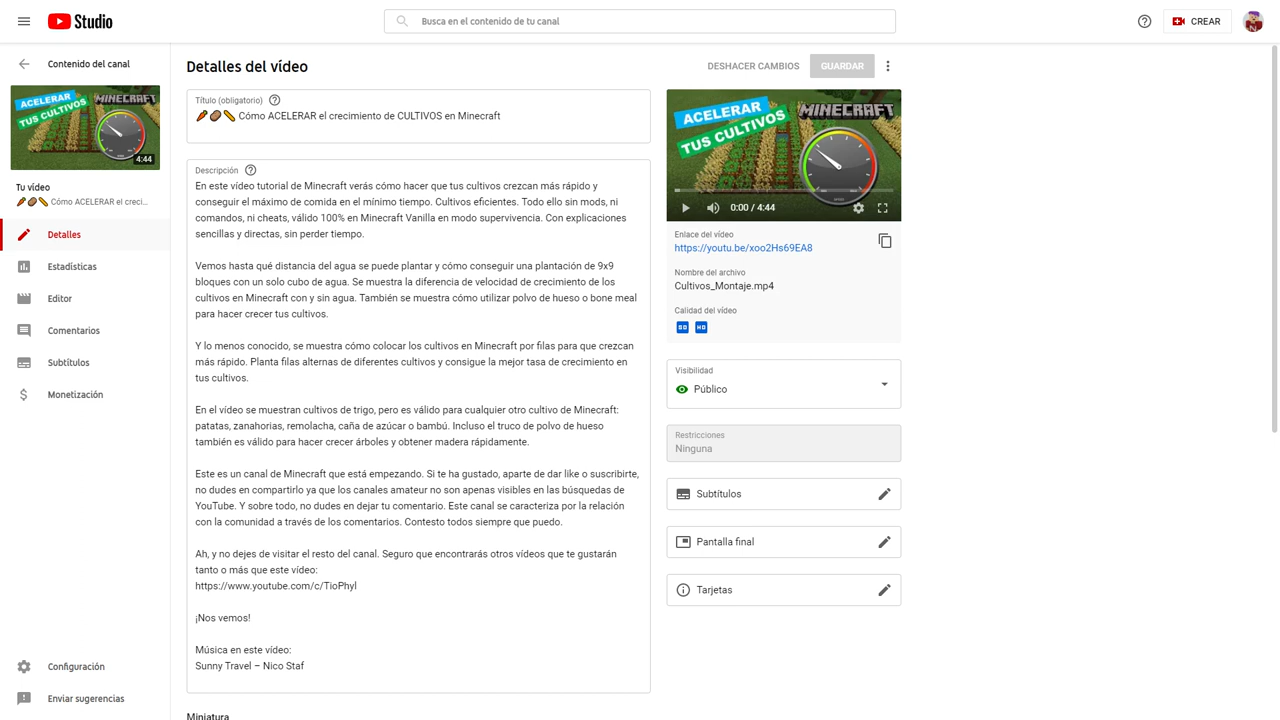 Studio
Busca en el contenido de tu canal
CREAR
Contenido del canal
ACELERAR
TUS CULTIVOS
MINECRAFT
4:44
Tu vídeo
🥕🥔🥖 Cómo ACELERAR el creci...
Detalles
Estadísticas
Editor
Comentarios
Subtítulos
Monetización
Configuración
Enviar sugerencias
Detalles del vídeo
DESHACER CAMBIOS
GUARDAR
Título (obligatorio)
🥕🥔🥖 Cómo ACELERAR el crecimiento de CULTIVOS en Minecraft
Descripción
En este vídeo tutorial de Minecraft verás cómo hacer que tus cultivos crezcan más rápido y
conseguir el máximo de comida en el mínimo tiempo. Cultivos eficientes. Todo ello sin mods, ni
comandos, ni cheats, válido 100% en Minecraft Vanilla en modo supervivencia. Con explicaciones
sencillas y directas, sin perder tiempo.
Vemos hasta qué distancia del agua se puede plantar y cómo conseguir una plantación de 9x9
bloques con un solo cubo de agua. Se muestra la diferencia de velocidad de crecimiento de los
cultivos en Minecraft con y sin agua. También se muestra cómo utilizar polvo de hueso o bone meal
para hacer crecer tus cultivos.
Y lo menos conocido, se muestra cómo colocar los cultivos en Minecraft por filas para que crezcan
más rápido. Planta filas alternas de diferentes cultivos y consigue la mejor tasa de crecimiento en
tus cultivos.
En el vídeo se muestran cultivos de trigo, pero es válido para cualquier otro cultivo de Minecraft:
patatas, zanahorias, remolacha, caña de azúcar o bambú. Incluso el truco de polvo de hueso
también es válido para hacer crecer árboles y obtener madera rápidamente.
Este es un canal de Minecraft que está empezando. Si te ha gustado, aparte de dar like o suscribirte,
no dudes en compartirlo ya que los canales amateur no son apenas visibles en las búsquedas de
YouTube. Y sobre todo, no dudes en dejar tu comentario. Este canal se caracteriza por la relación
con la comunidad a través de los comentarios. Contesto todos siempre que puedo.
Ah, y no dejes de visitar el resto del canal. Seguro que encontrarás otros vídeos que te gustarán
tanto o más que este vídeo:
https://www.youtube.com/c/TioPhyl
¡Nos vemos!
Música en este vídeo:
Sunny Travel – Nico Staf
Miniatura
ACELERAR
TUS CULTIVOS
MINECRAFT
0:00 / 4:44
Enlace del vídeo
https://youtu.be/xoo2Hs69EA8
Nombre del archivo
Cultivos_Montaje.mp4
Calidad del vídeo
SD HD
Visibilidad
Público
Restricciones
Ninguna
Subtítulos
Pantalla final
Tarjetas